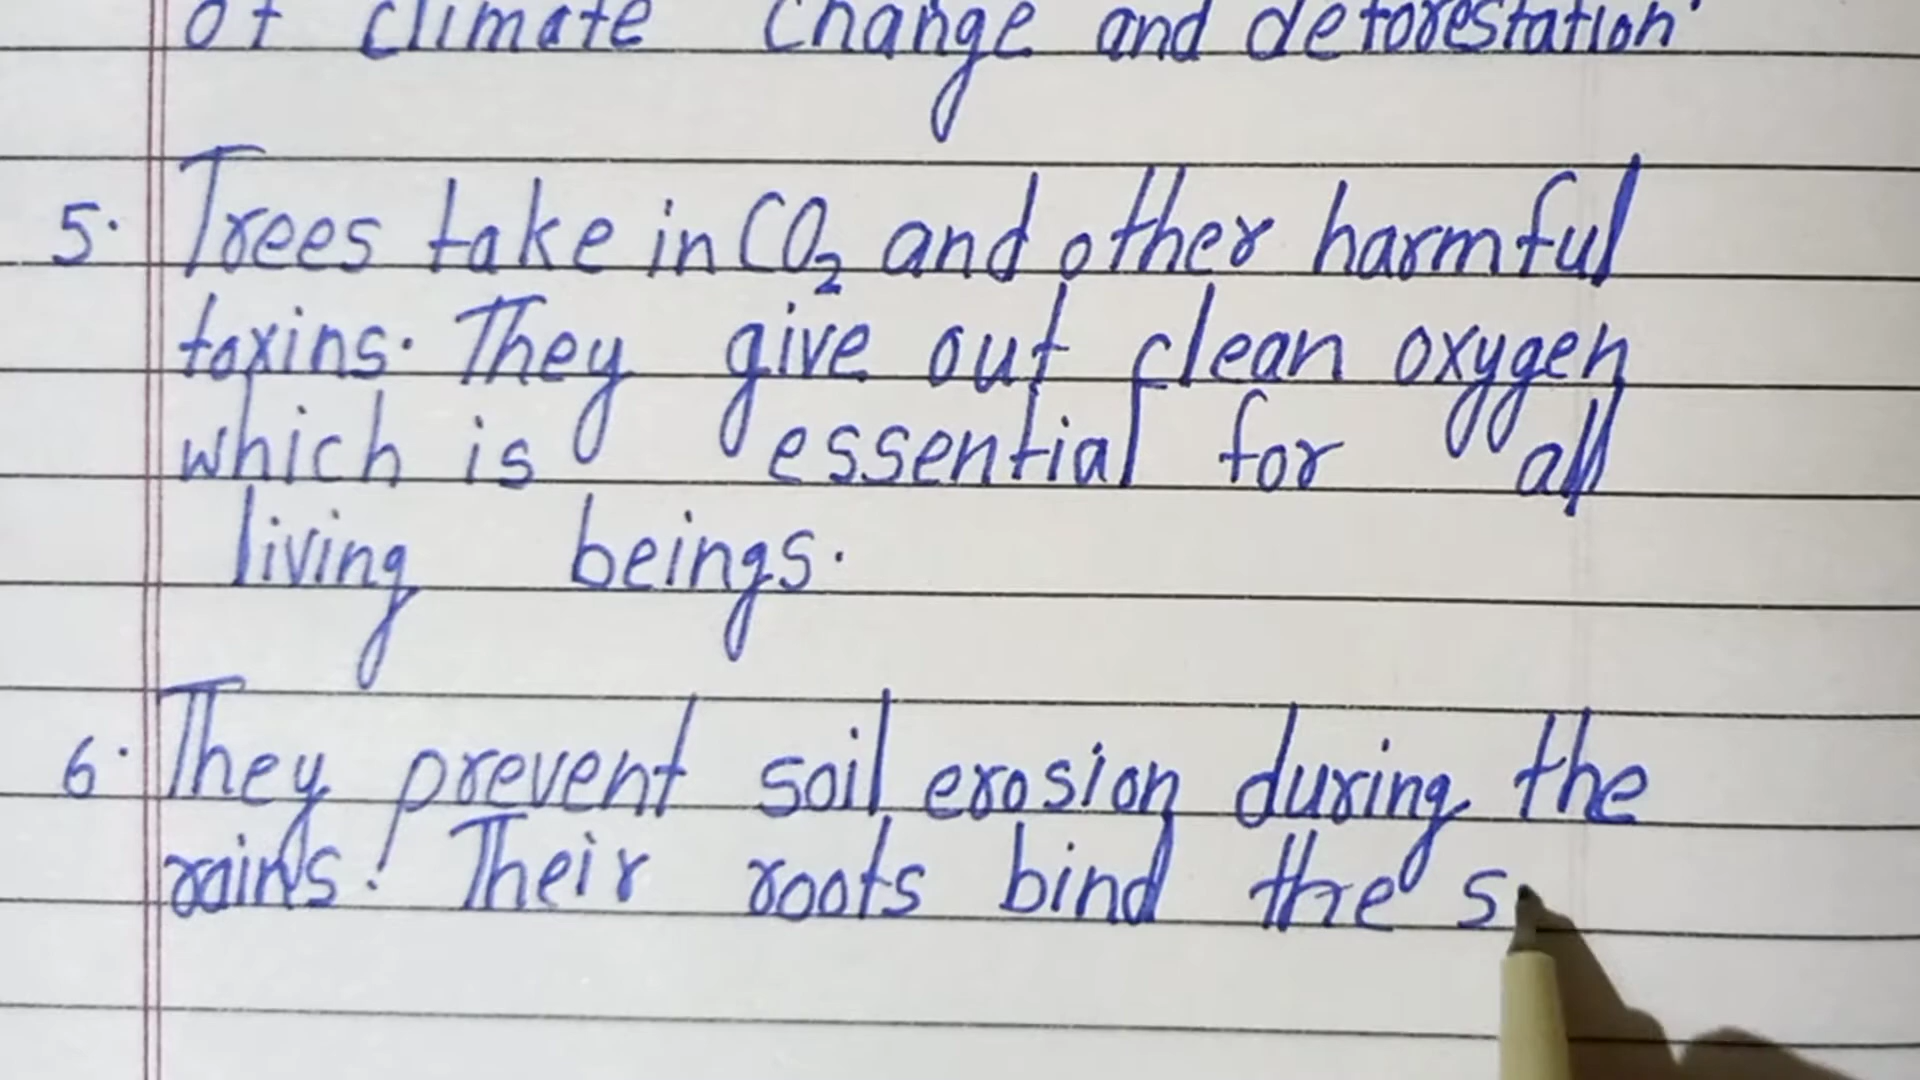 of climate change and deforestation.
5. Trees take in CO₂ and other harmful
toxins. They give out clean oxygen
which is essential for all
living beings.
6. They prevent soil erosion during the
rains. Their roots bind the s